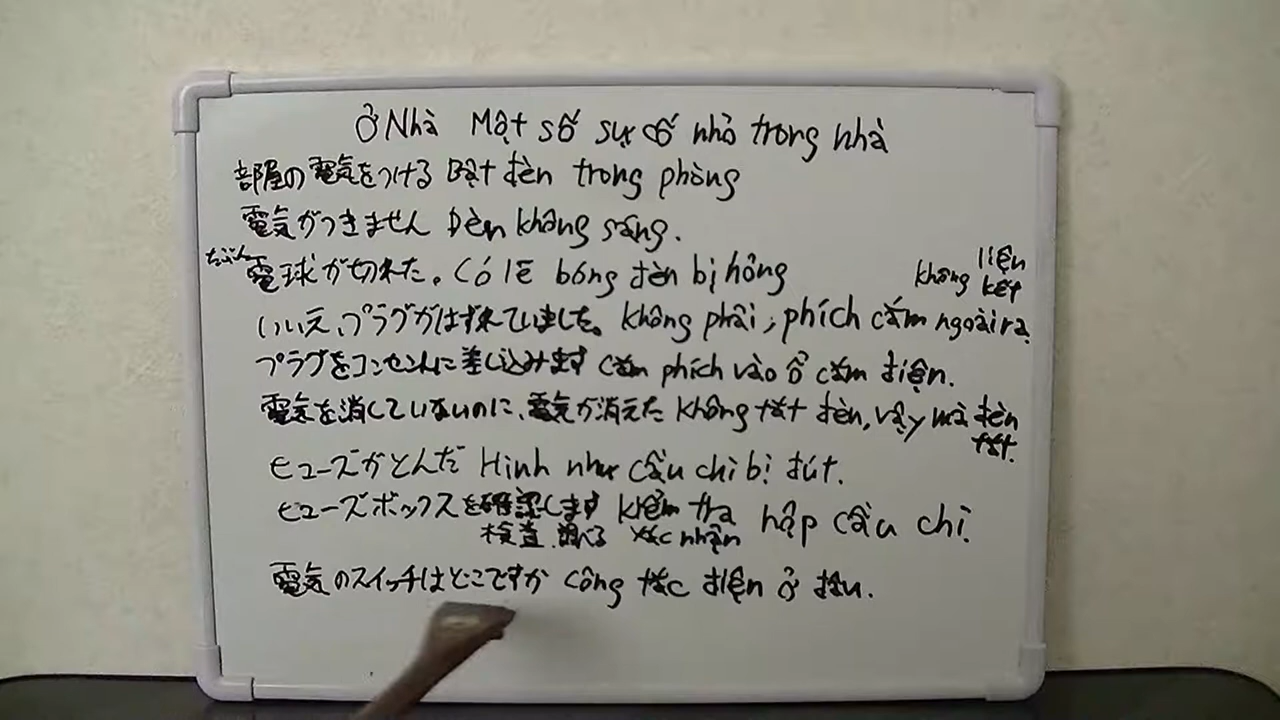 Ở Nhà Một số sự cố nhỏ trong nhà
部屋の電気をつける Bật đèn trong phòng
電気がつきません Đèn không sáng.
たぶん
電球が切れた。Có lẽ bóng đèn bị hỏng
không liên kết
いいえ、プラグがはずれていました。Không phải, phích cắm ngoài ra
プラグをコンセントに差し込みます Cắm phích vào ổ cắm điện.
電気を消していないのに、電気が消えた Không tắt đèn, vậy mà đèn tắt.
ヒューズがとんだ Hình như cầu chì bị đứt.
ヒューズボックスを確認します kiểm tra hộp cầu chì
検査 調べる xác nhận
電気のスイッチはどこですか Công tắc điện ở đâu.